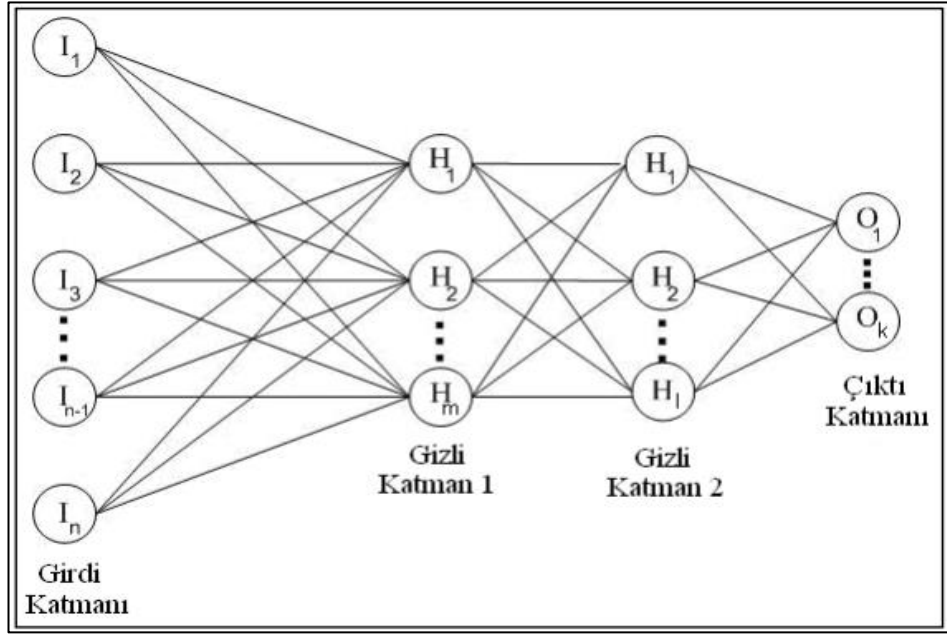 I1
I2
I3
In-1
In
Girdi
Katmanı
H1
H2
Hm
Gizli
Katman 1
H1
H2
Hl
Gizli
Katman 2
O1
Ok
Çıktı
Katmanı